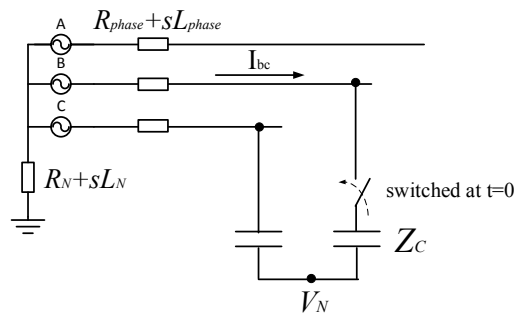 A
R_phase+sL_phase
B
I_bc
C
R_N+sL_N
switched at t=0
Z_C
V_N